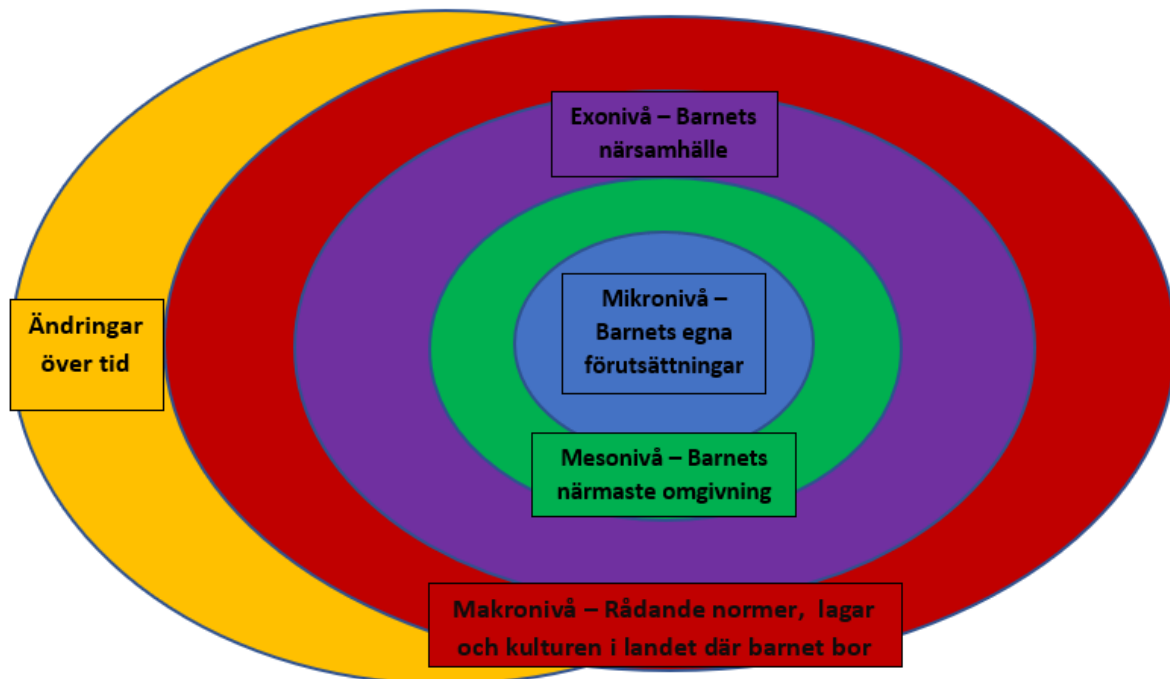 Exonivå – Barnets
närsamhälle
Mikronivå –
Barnets egna
förutsättningar
Ändringar
över tid
Mesonivå – Barnets
närmaste omgivning
Makronivå – Rådande normer, lagar
och kulturen i landet där barnet bor